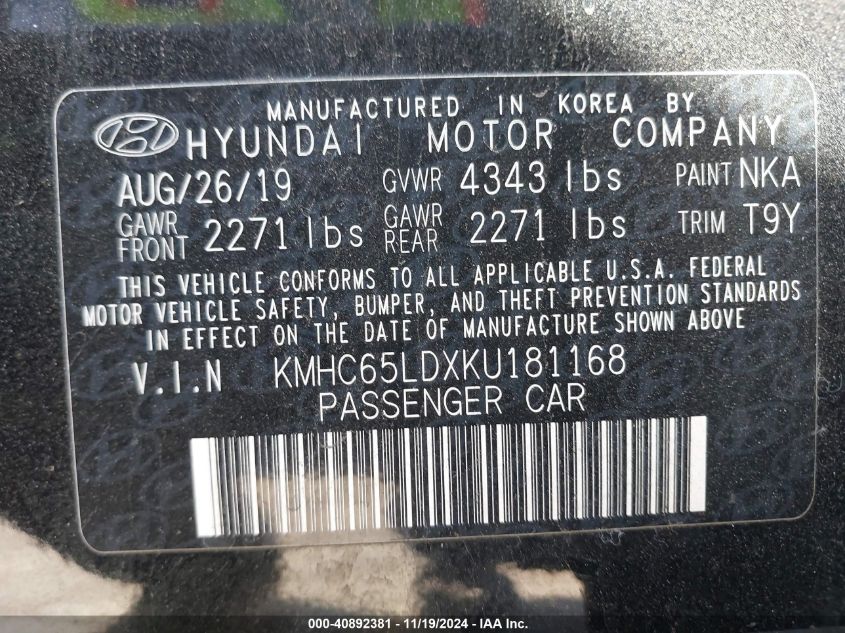 MANUFACTURED IN KOREA BY
HYUNDAI MOTOR COMPANY
AUG/26/19 GVWR 4343 lbs PAINT NKA
GAWR FRONT 2271 lbs GAWR REAR 2271 lbs TRIM T9Y
THIS VEHICLE CONFORMS TO ALL APPLICABLE U.S.A. FEDERAL
MOTOR VEHICLE SAFETY, BUMPER, AND THEFT PREVENTION STANDARDS
IN EFFECT ON THE DATE OF MANUFACTURE SHOWN ABOVE
V.I.N KMHC65LDXKU181168
PASSENGER CAR
000-40892381 - 11/19/2024 - IAA Inc.